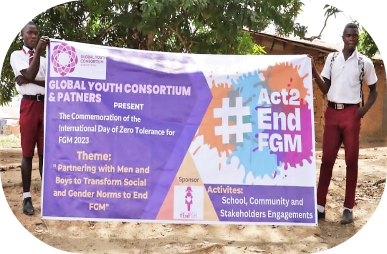 GLOBAL YOUTH CONSORTIUM
GLOBAL YOUTH CONSORTIUM
& PATNERS
PRESENT
The Commemoration of the
International Day of Zero Tolerance for
FGM 2023
Theme:
" Partnering with Men and
Boys to Transform Social
and Gender Norms to End
FGM"
Sponsor
#Act2
End
FGM
Activites:
School, Community and
Stakeholders Engagements